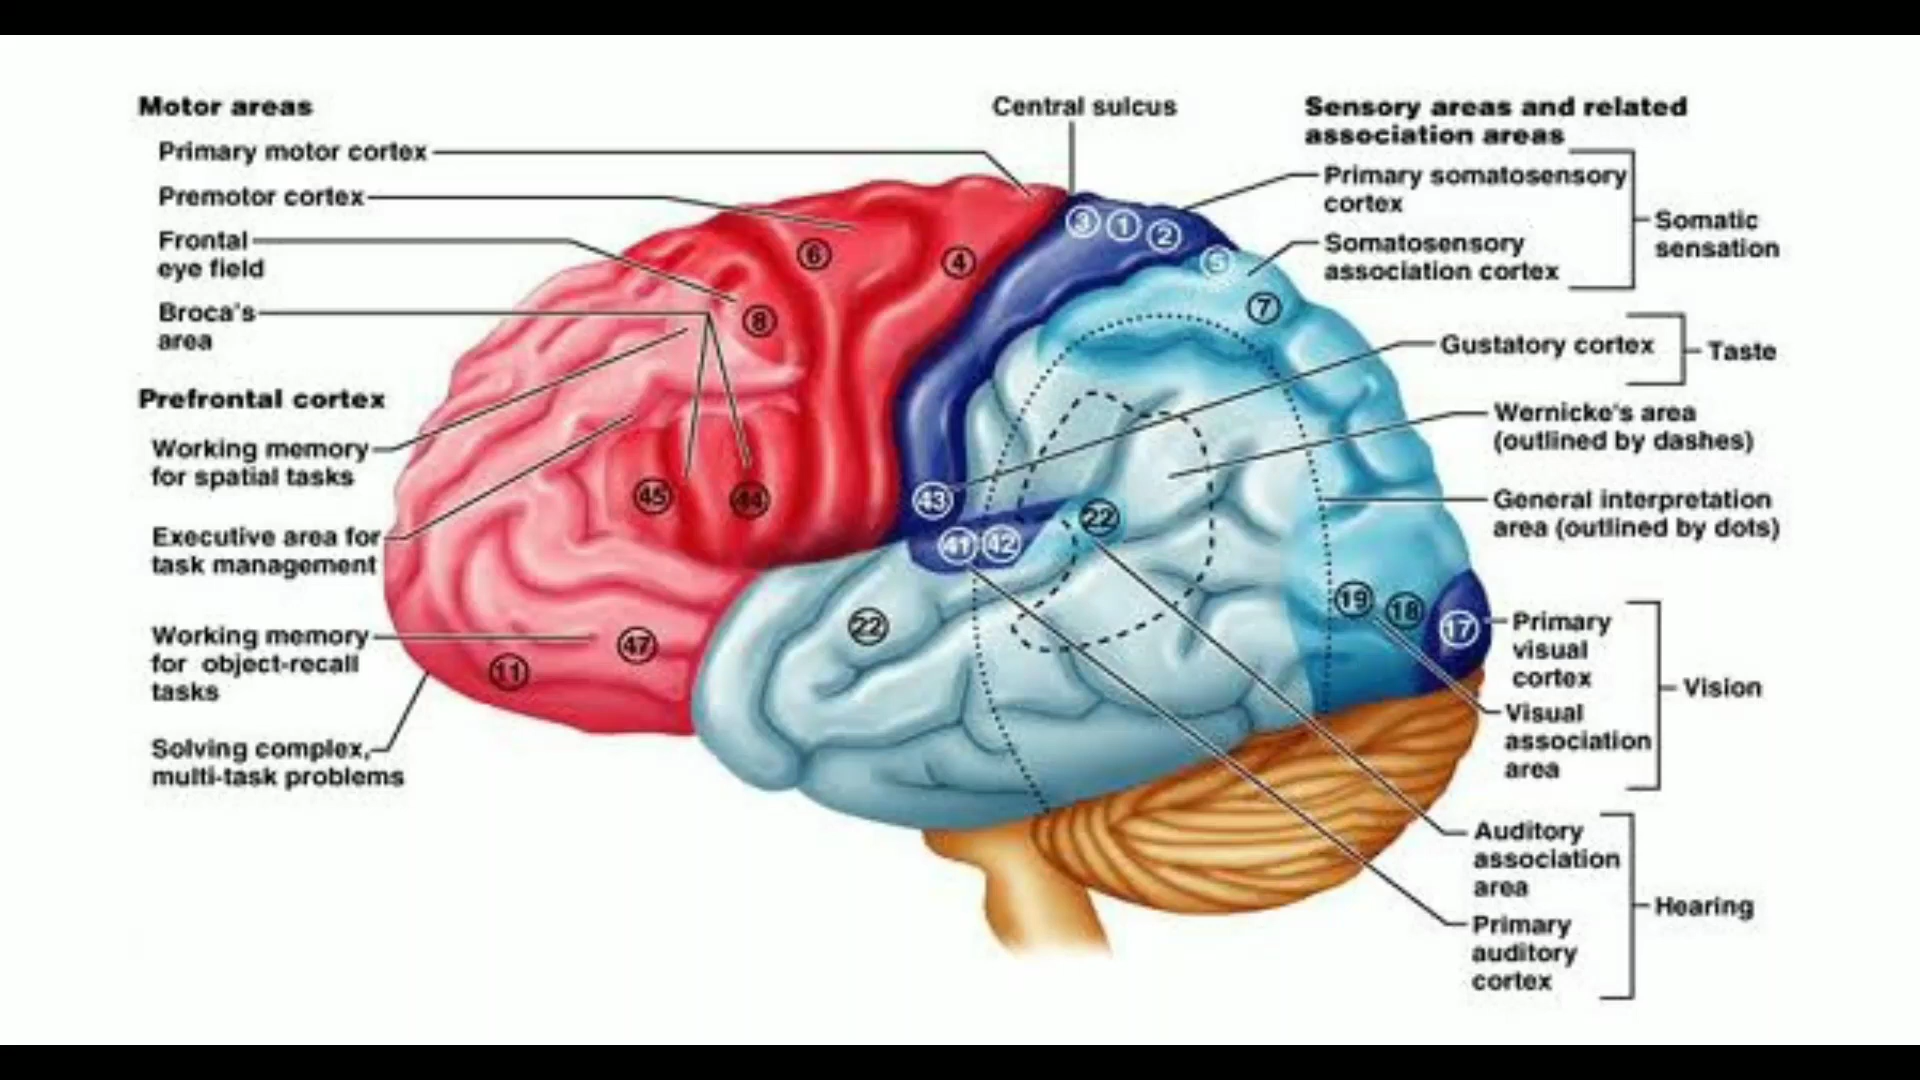 Motor areas
Primary motor cortex
Premotor cortex
Frontal
eye field
Broca's
area
Prefrontal cortex
Working memory
for spatial tasks
Executive area for
task management
Working memory
for object-recall
tasks
Solving complex,
multi-task problems
Central sulcus
Sensory areas and related
association areas
Primary somatosensory
cortex
Somatosensory
association cortex
Somatic
sensation
Gustatory cortex
Taste
Wernicke's area
(outlined by dashes)
General interpretation
area (outlined by dots)
Primary
visual
cortex
Visual
association
area
Vision
Auditory
association
area
Primary
auditory
cortex
Hearing
6
4
8
45
44
47
11
3 1 2
5
7
43
41 42
22
22
19 18 17